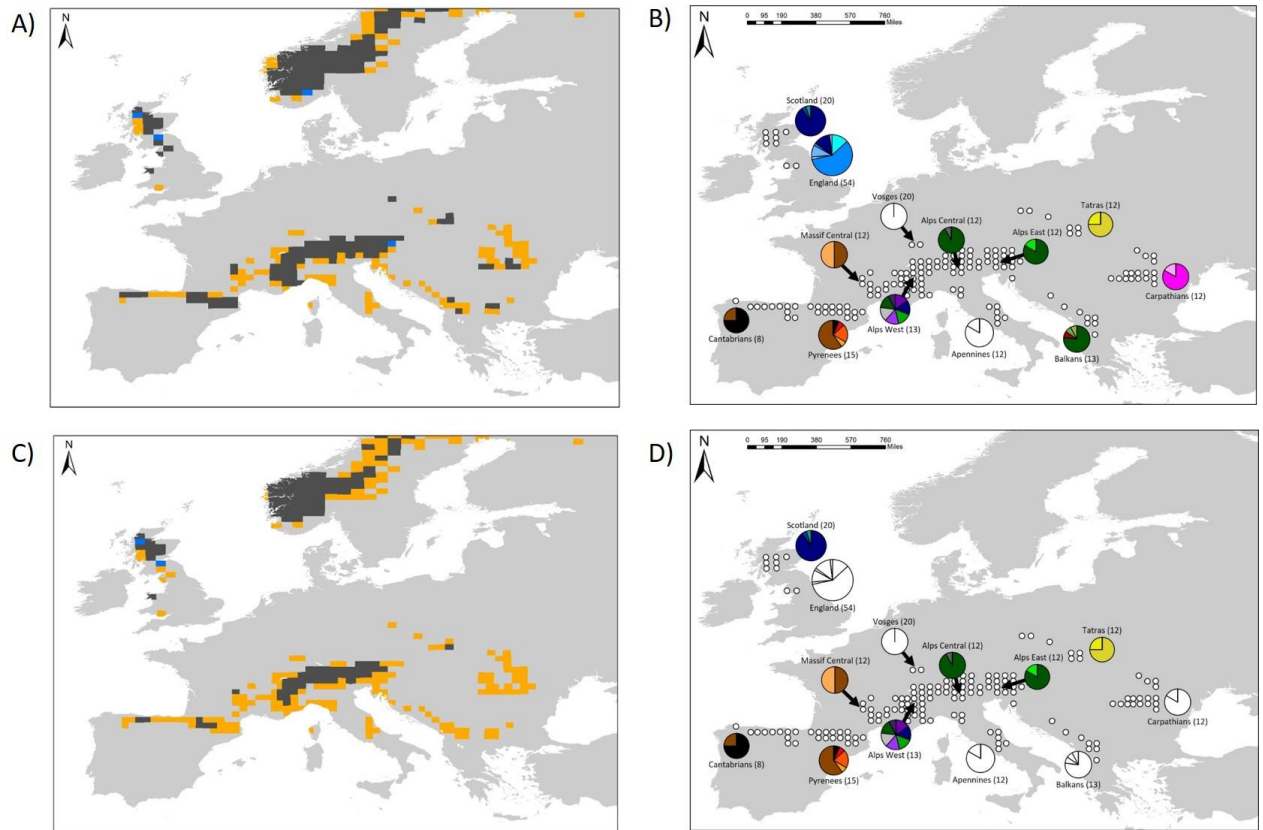 A)
N
B)
N
0 95 190 380 570 760
Miles
Scotland (20)
England (54)
Vosges (20)
Alps Central (12)
Tatras (12)
Massif Central (12)
Alps East (12)
Carpathians (12)
Cantabrians (8)
Alps West (13)
Pyrenees (15)
Apennines (12)
Balkans (13)
C)
N
D)
N
0 95 190 380 570 760
Miles
Scotland (20)
England (54)
Vosges (20)
Alps Central (12)
Tatras (12)
Massif Central (12)
Alps East (12)
Carpathians (12)
Cantabrians (8)
Alps West (13)
Pyrenees (15)
Apennines (12)
Balkans (13)